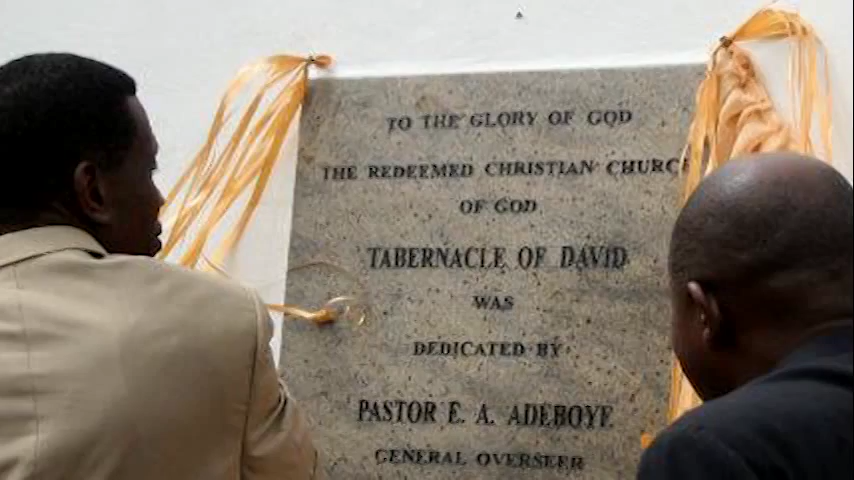 TO THE GLORY OF GOD
THE REDEEMED CHRISTIAN CHURCH
OF GOD
TABERNACLE OF DAVID
WAS
DEDICATED BY
PASTOR E. A. ADEBOYE
GENERAL OVERSEER